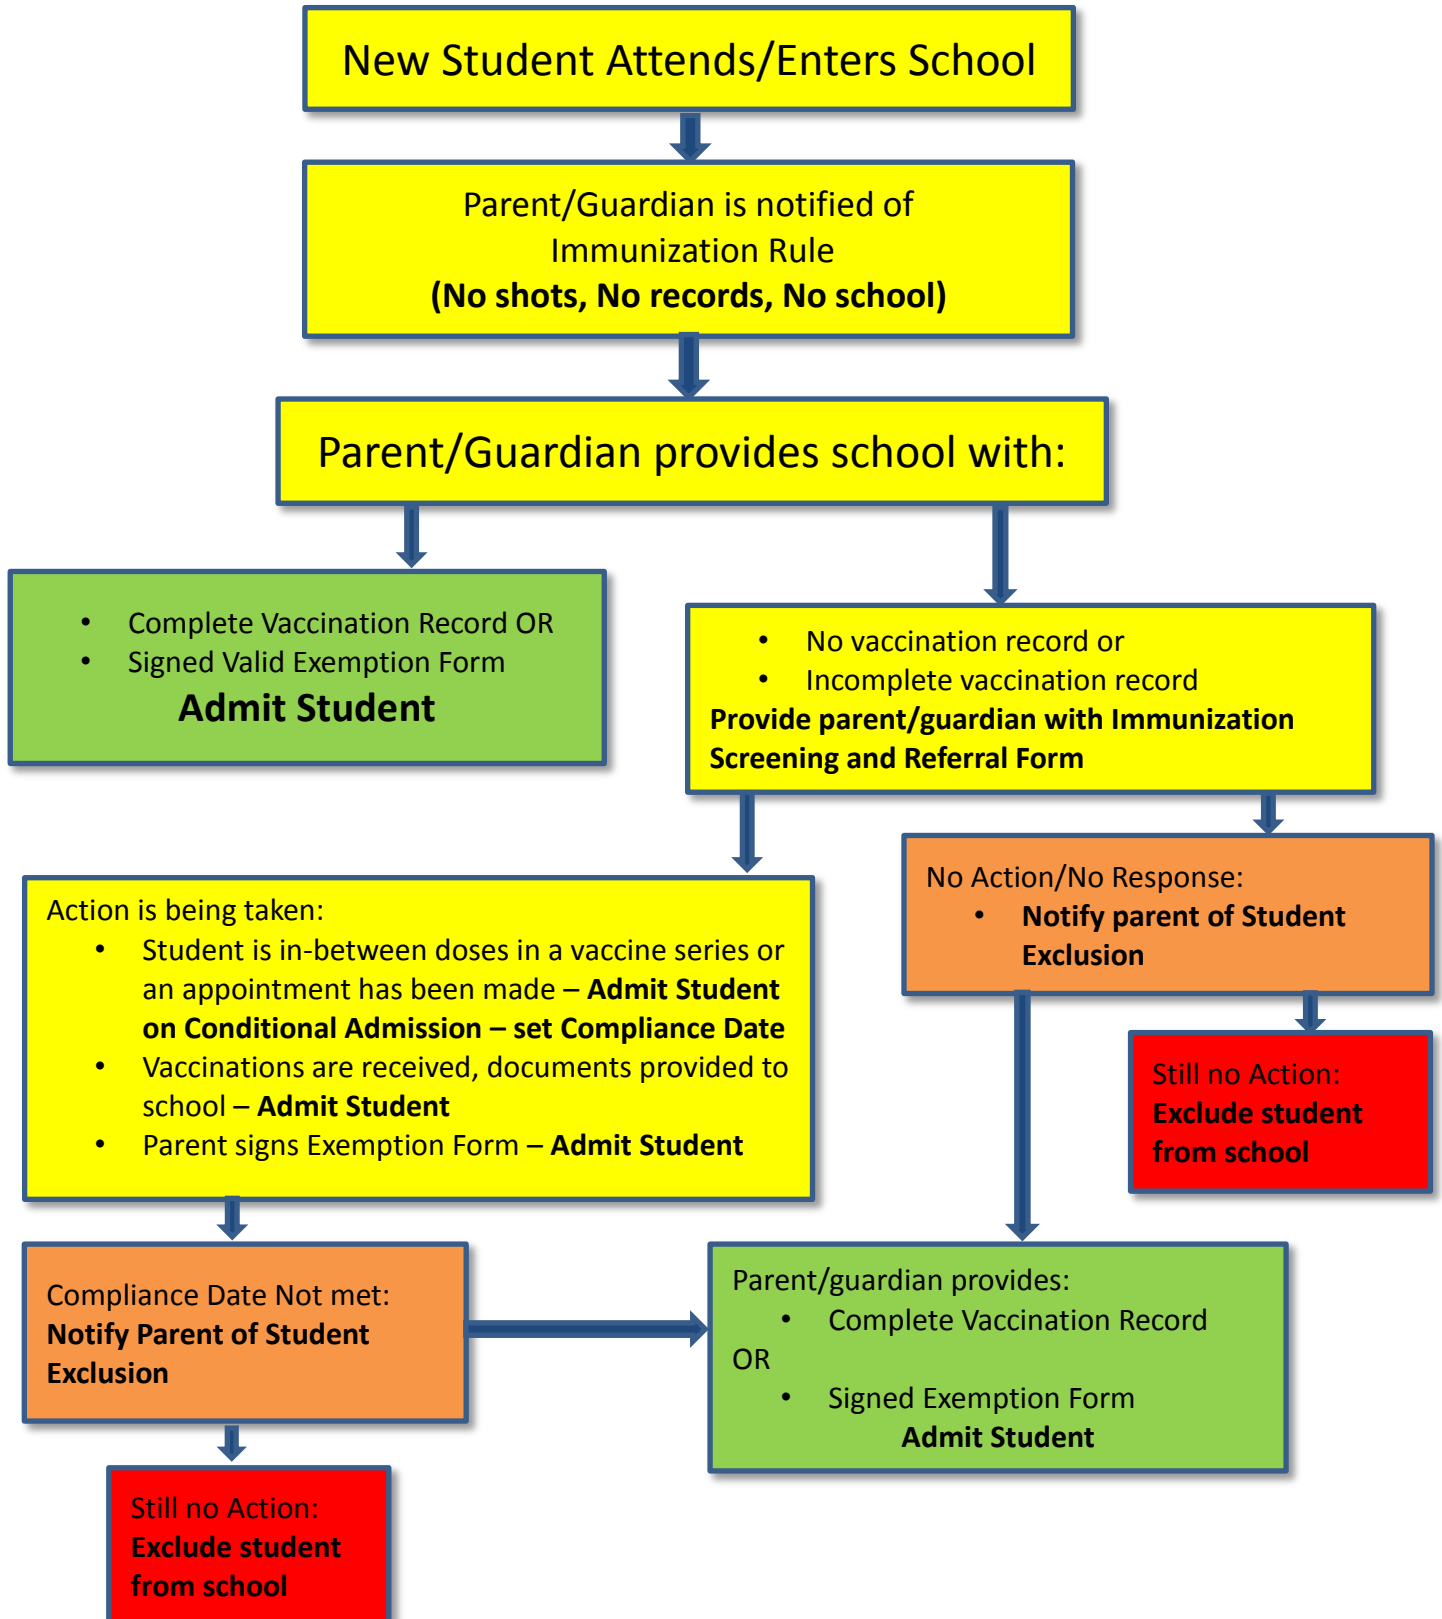 New Student Attends/Enters School
Parent/Guardian is notified of
Immunization Rule
(No shots, No records, No school)
Parent/Guardian provides school with:
• Complete Vaccination Record OR
• Signed Valid Exemption Form
Admit Student
• No vaccination record or
• Incomplete vaccination record
Provide parent/guardian with Immunization
Screening and Referral Form
No Action/No Response:
• Notify parent of Student
Exclusion
Action is being taken:
• Student is in-between doses in a vaccine series or
an appointment has been made – Admit Student
on Conditional Admission – set Compliance Date
• Vaccinations are received, documents provided to
school – Admit Student
• Parent signs Exemption Form – Admit Student
Still no Action:
Exclude student
from school
Compliance Date Not met:
Notify Parent of Student
Exclusion
Parent/guardian provides:
• Complete Vaccination Record
OR
• Signed Exemption Form
Admit Student
Still no Action:
Exclude student
from school